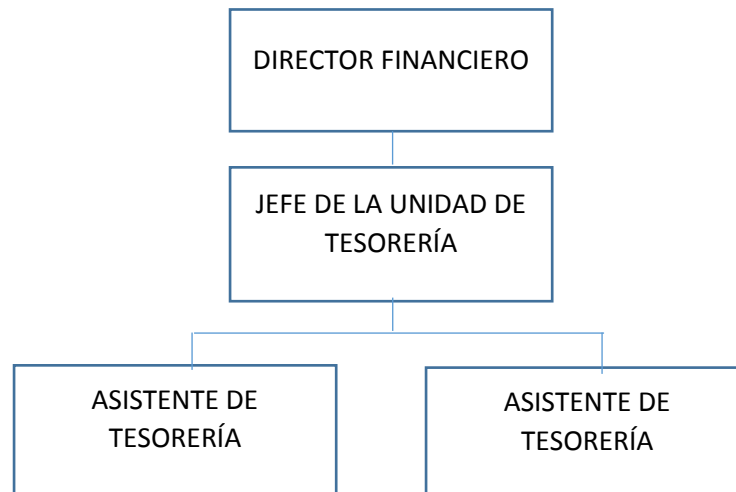 DIRECTOR FINANCIERO
JEFE DE LA UNIDAD DE
TESORERÍA
ASISTENTE DE
TESORERÍA
ASISTENTE DE
TESORERÍA